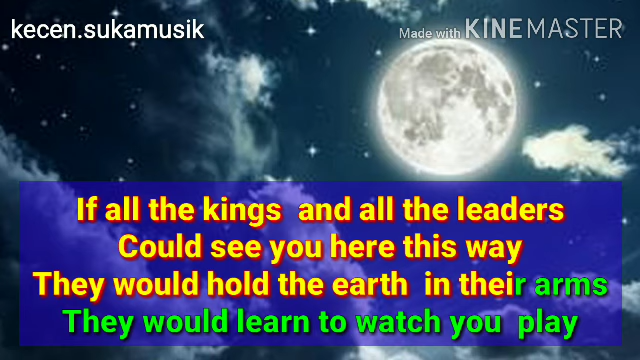 kecen.sukamusik
Made with KINEMASTER
If all the kings and all the leaders
Could see you here this way
They would hold the earth in their arms
They would learn to watch you play